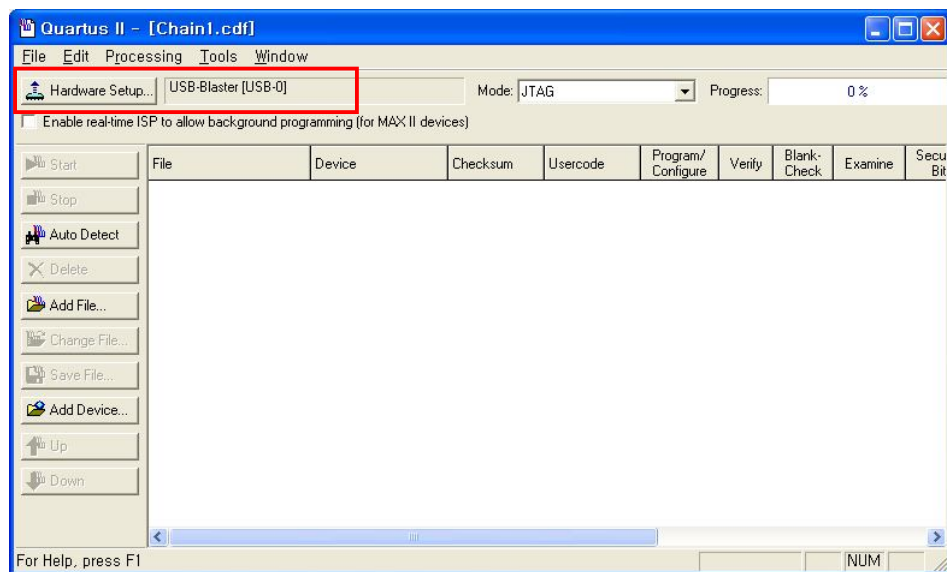 Quartus II - [Chain1.cdf]
File Edit Processing Tools Window
Hardware Setup... USB-Blaster [USB-0] Mode: JTAG Progress: 0 %
Enable real-time ISP to allow background programming (for MAX II devices)
Start
Stop
Auto Detect
Delete
Add File...
Change File...
Save File...
Add Device...
Up
Down
File Device Checksum Usercode Program/ Configure Verify Blank- Check Examine Secu Bit
For Help, press F1 NUM